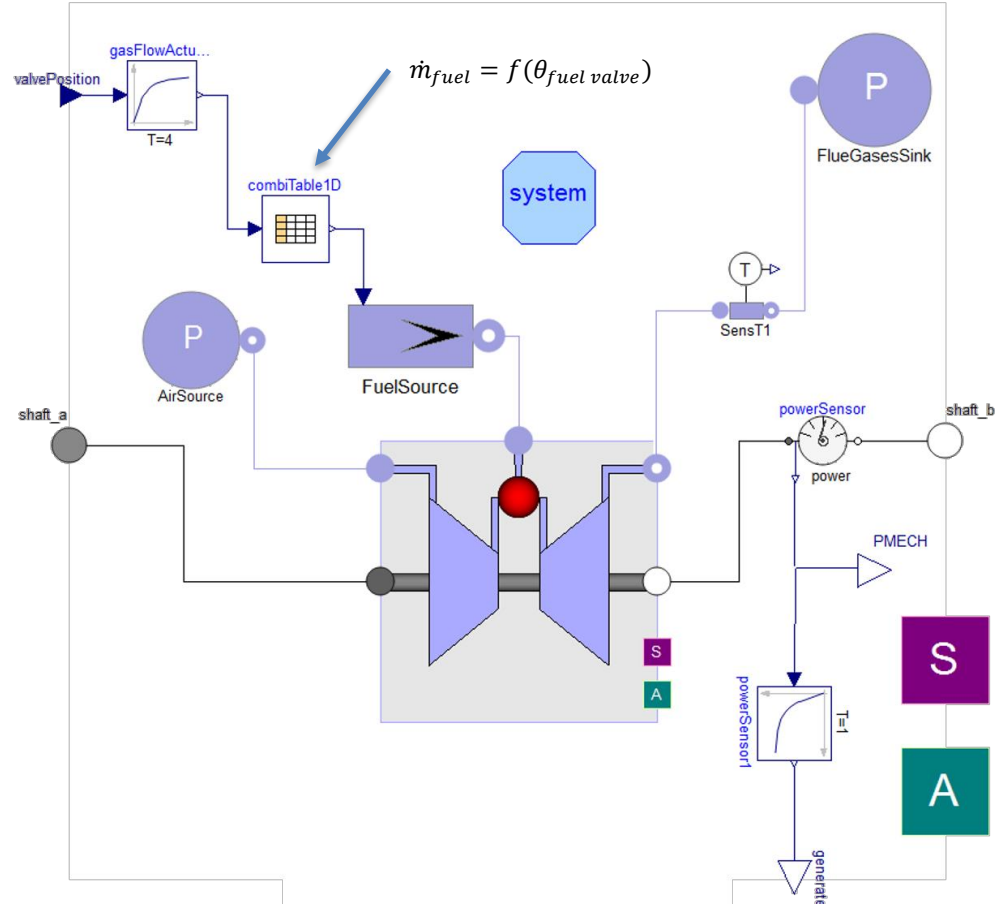 gasFlowActu...
valvePosition
T=4
ṁ_fuel = f(θ_fuel valve)
P
FlueGasesSink
combiTable1D
system
T
SensT1
P
AirSource
FuelSource
shaft_a
powerSensor
shaft_b
power
PMECH
S
A
S
powerSensor1
T=1
A
generate